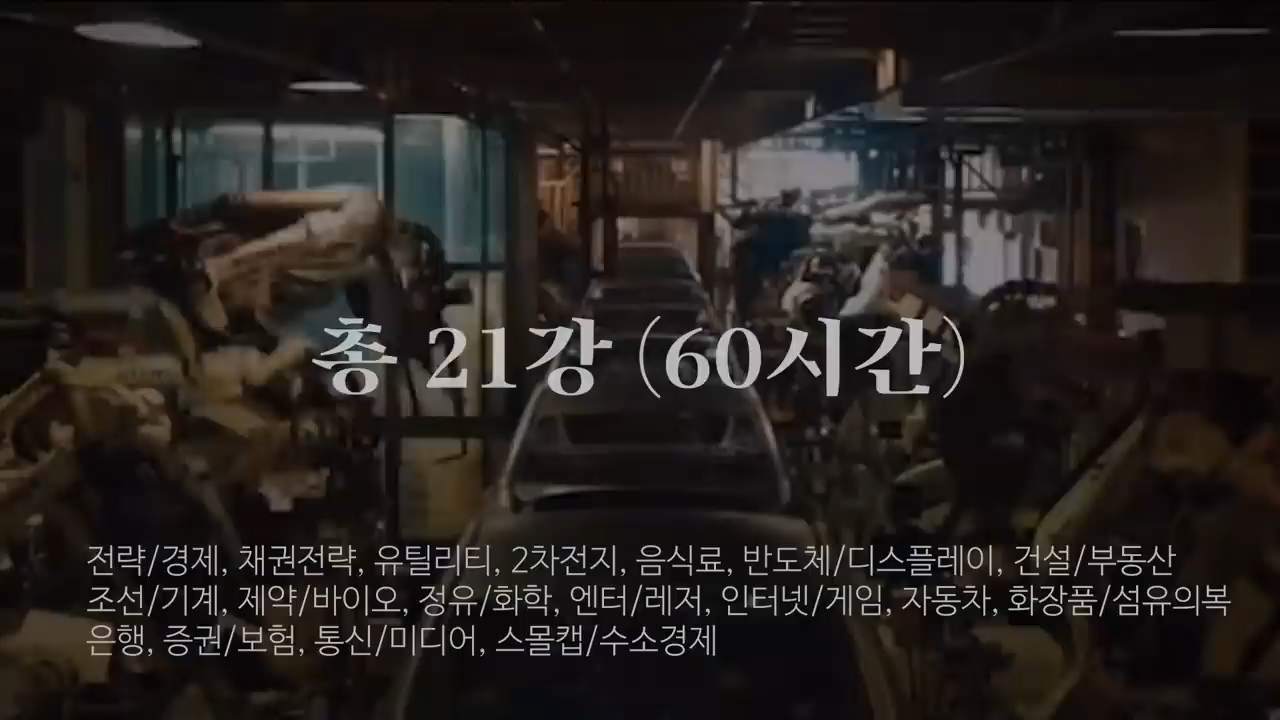 총 21강 (60시간)
전략/경제, 채권전략, 유틸리티, 2차전지, 음식료, 반도체/디스플레이, 건설/부동산
조선/기계, 제약/바이오, 정유/화학, 엔터/레저, 인터넷/게임, 자동차, 화장품/섬유의복
은행, 증권/보험, 통신/미디어, 스몰캡/수소경제